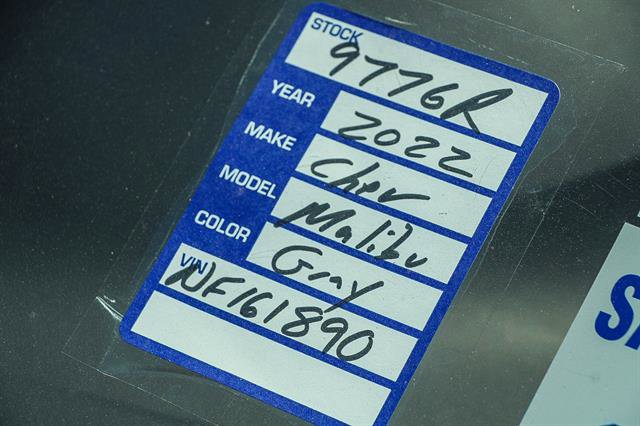 STOCK 9776R
YEAR 2022
MAKE Chev
MODEL Malibu
COLOR Gray
VIN NF161890